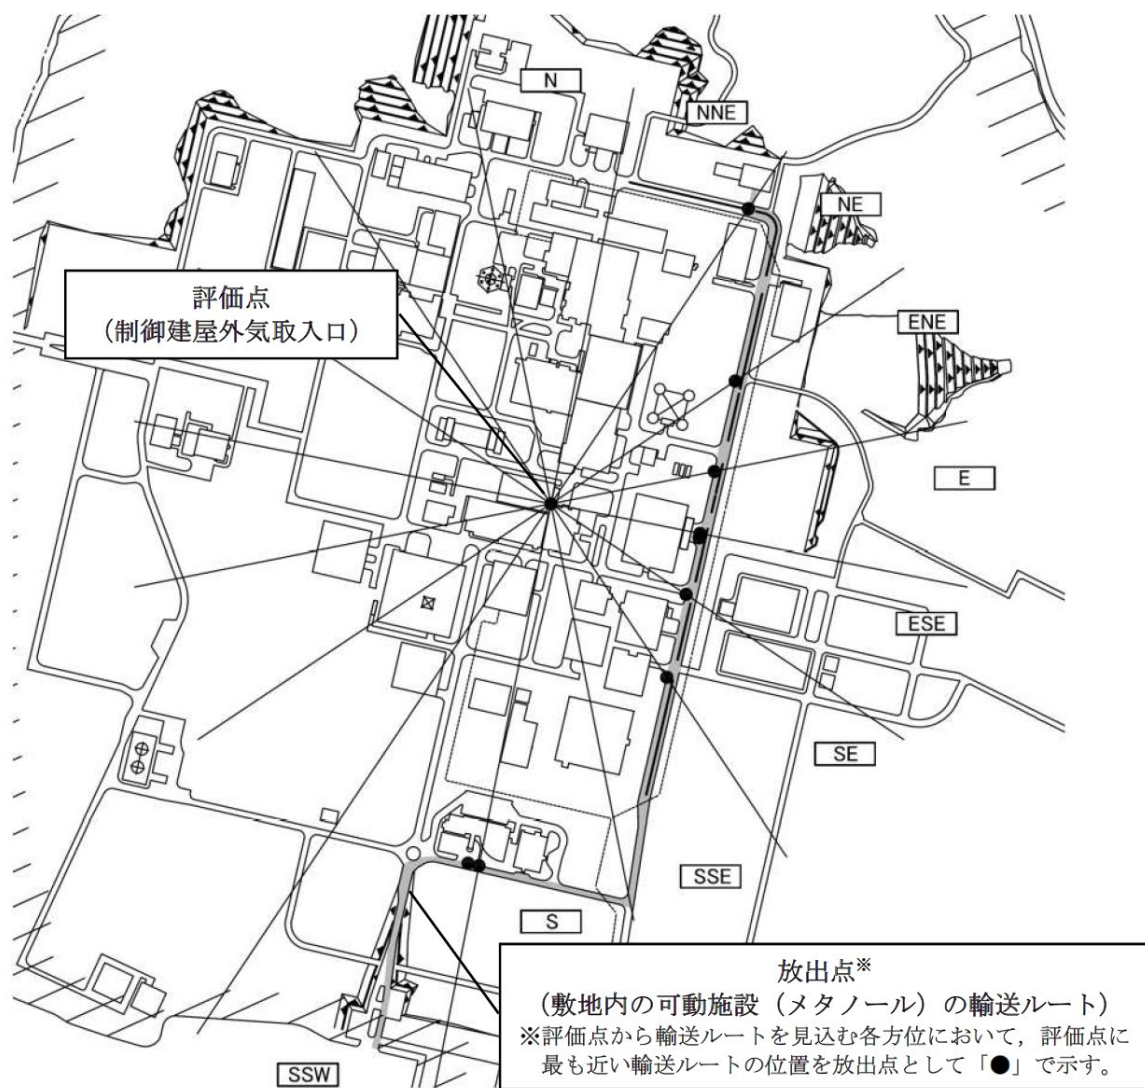 N
NNE
NE
評価点
（制御建屋外気取入口）
ENE
E
ESE
SE
SSE
S
放出点※
（敷地内の可動施設（メタノール）の輸送ルート）
※評価点から輸送ルートを見込む各方位において，評価点に
最も近い輸送ルートの位置を放出点として「●」で示す。
SSW